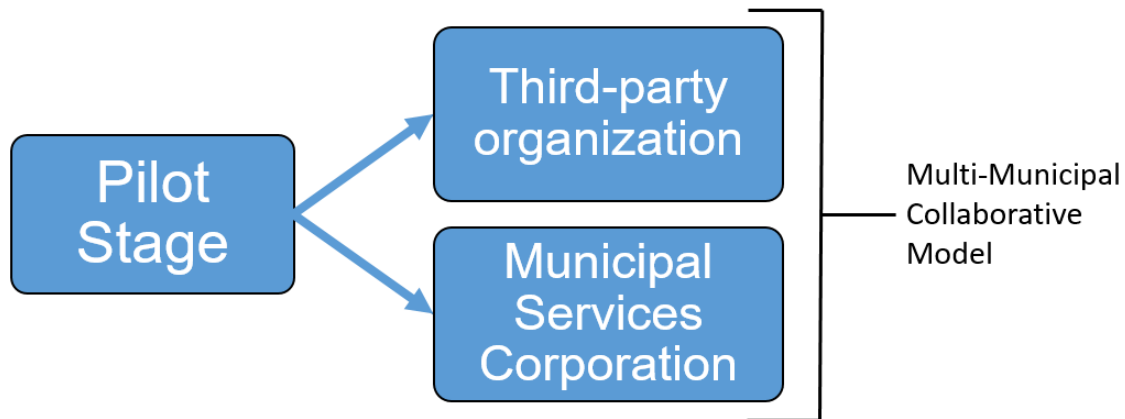 Pilot
Stage
Third-party
organization
Municipal
Services
Corporation
Multi-Municipal
Collaborative
Model